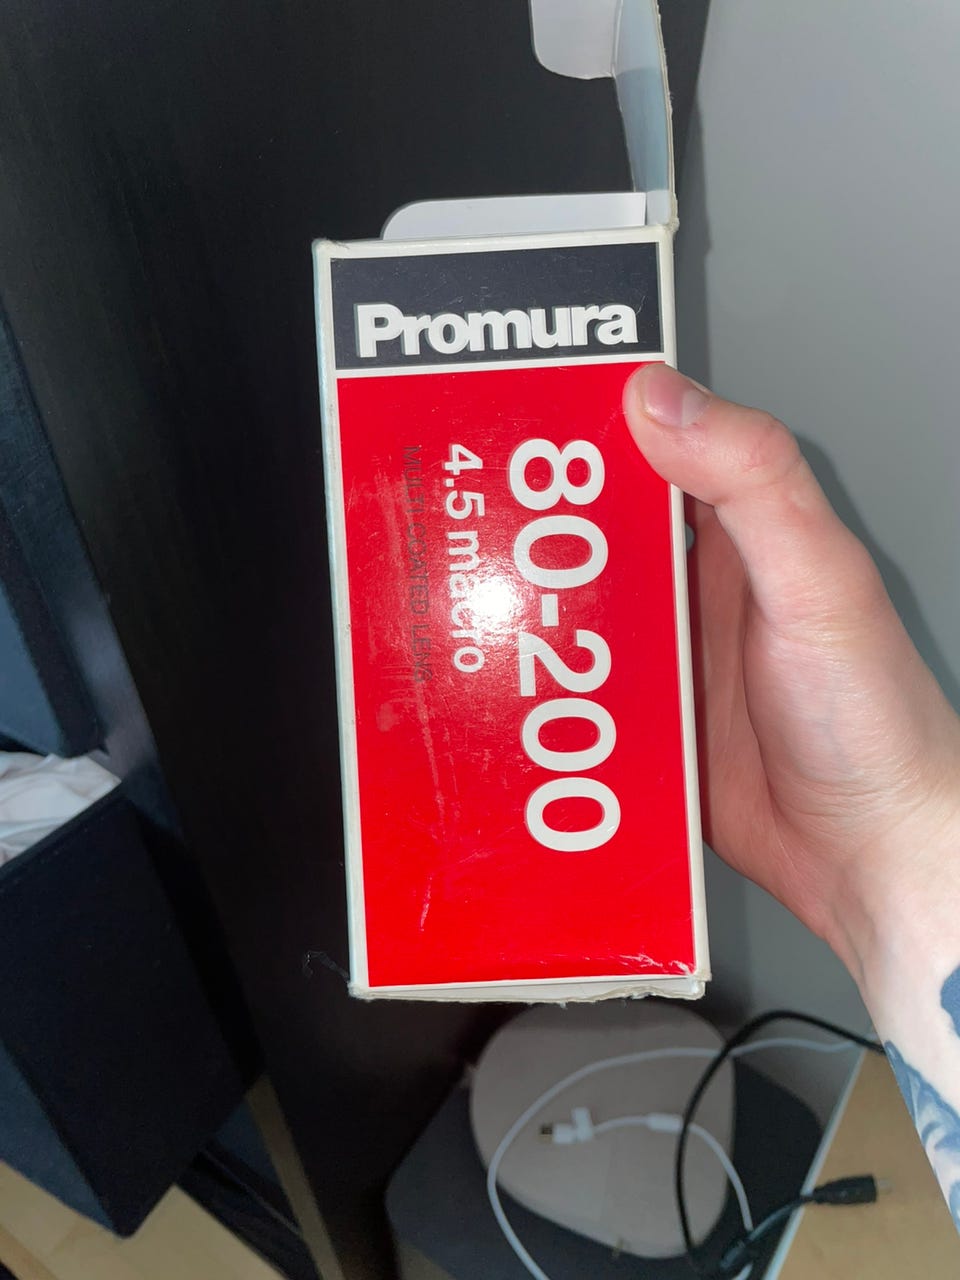 Promura
80-200
4.5 macro
MULTI COATED LENS